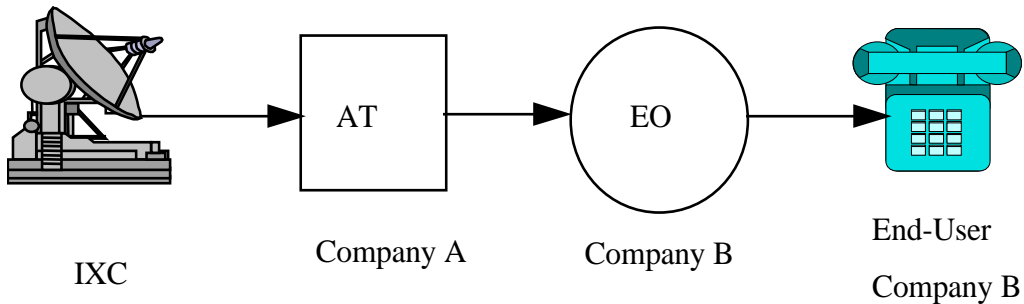 AT
EO
IXC
Company A
Company B
End-User
Company B